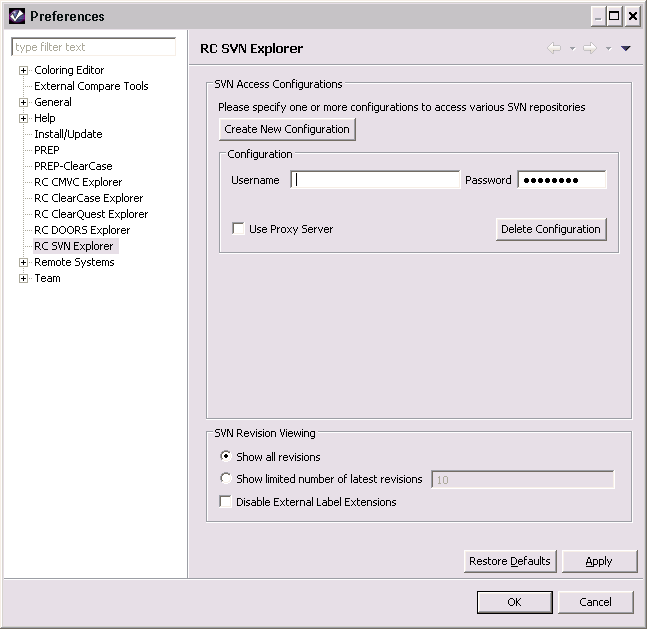 Preferences
type filter text
Coloring Editor
External Compare Tools
General
Help
Install/Update
PREP
PREP-ClearCase
RC CMVC Explorer
RC ClearCase Explorer
RC ClearQuest Explorer
RC DOORS Explorer
RC SVN Explorer
Remote Systems
Team
RC SVN Explorer
SVN Access Configurations
Please specify one or more configurations to access various SVN repositories
Create New Configuration
Configuration
Username Password ●●●●●●●●
Use Proxy Server Delete Configuration
SVN Revision Viewing
Show all revisions
Show limited number of latest revisions 10
Disable External Label Extensions
Restore Defaults Apply
OK Cancel